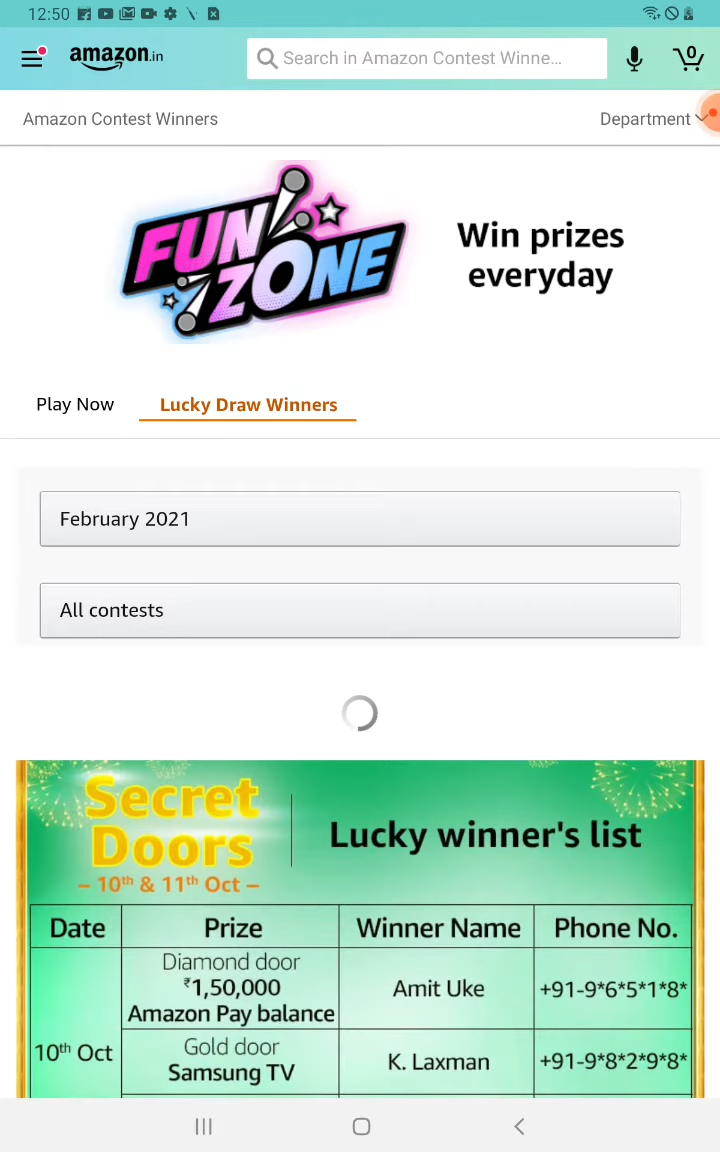 12:50
amazon.in
Search in Amazon Contest Winne...
0
Amazon Contest Winners
Department
FUN
ZONE
Win prizes
everyday
Play Now
Lucky Draw Winners
February 2021
All contests
Secret
Doors
– 10th & 11th Oct –
Lucky winner's list
Date Prize Winner Name Phone No.
Diamond door
₹1,50,000
Amazon Pay balance
Amit Uke
+91-9*6*5*1*8*
10th Oct
Gold door
Samsung TV
K. Laxman
+91-9*8*2*9*8*